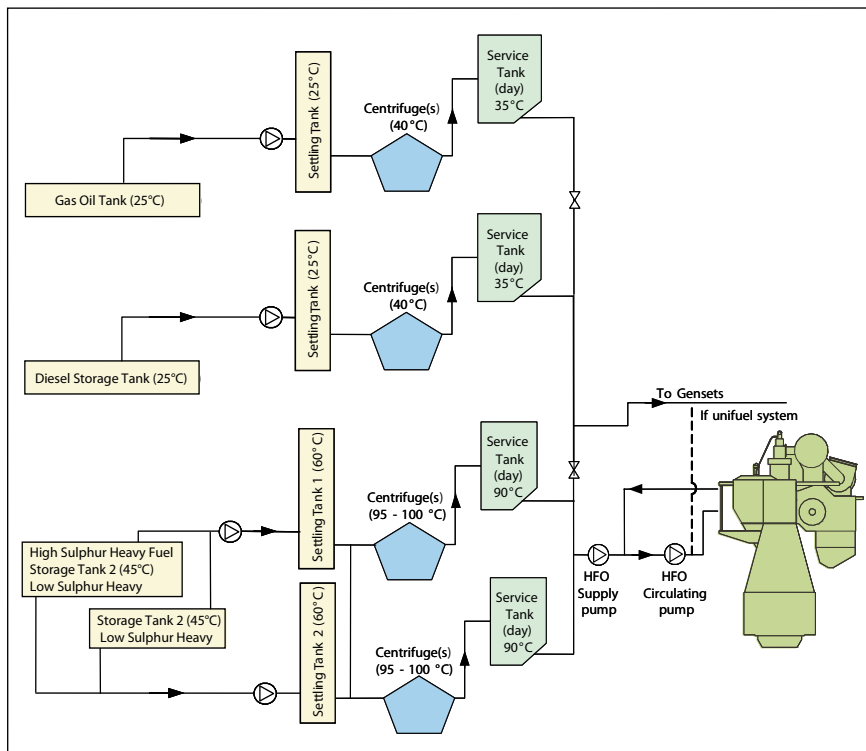 Service
Tank
(day)
35°C
Centrifuge(s)
(40°C)
Settling Tank (25°C)
Gas Oil Tank (25°C)
Service
Tank
(day)
35°C
Centrifuge(s)
(40°C)
Settling Tank (25°C)
Diesel Storage Tank (25°C)
To Gensets
If unifuel system
Service
Tank
(day)
90°C
Centrifuge(s)
(95 - 100 °C)
Settling Tank 1 (60°C)
High Sulphur Heavy Fuel
Storage Tank 2 (45°C)
Low Sulphur Heavy
HFO
Supply
pump
HFO
Circulating
pump
Storage Tank 2 (45°C)
Low Sulphur Heavy
Settling Tank 2 (60°C)
Centrifuge(s)
(95 - 100 °C)
Service
Tank
(day)
90°C